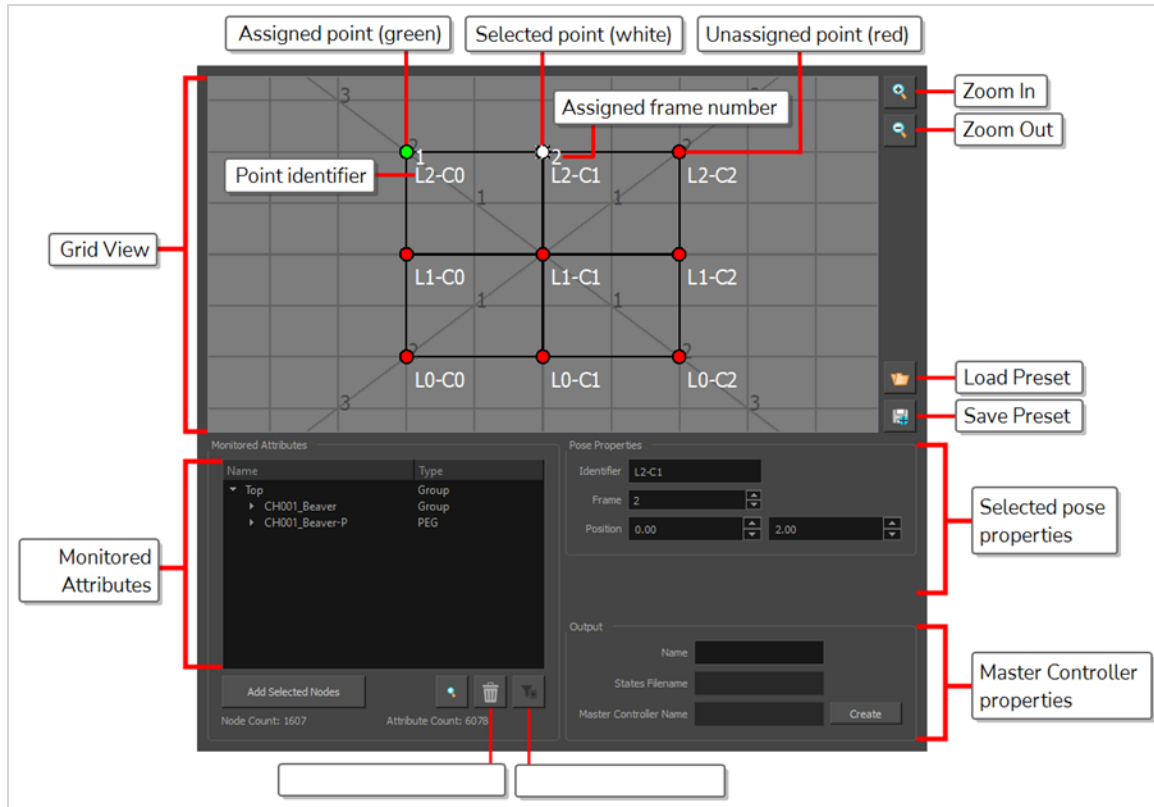 Assigned point (green)
Selected point (white)
Unassigned point (red)
Zoom In
Zoom Out
Assigned frame number
Point identifier
Grid View
3
3
2
1
2
2
L2-C0
L2-C1
L2-C2
1
1
L1-C0
L1-C1
L1-C2
1
1
2
2
L0-C0
L0-C1
L0-C2
3
3
Load Preset
Save Preset
Monitored Attributes
Name
Type
Top
Group
CH001_Beaver
Group
CH001_Beaver-P
PEG
Add Selected Nodes
Node Count: 1607
Attribute Count: 6078
Monitored
Attributes
Pose Properties
Identifier
L2-C1
Frame
2
Position
0.00
2.00
Selected pose
properties
Output
Name
States Filename
Master Controller Name
Create
Master Controller
properties